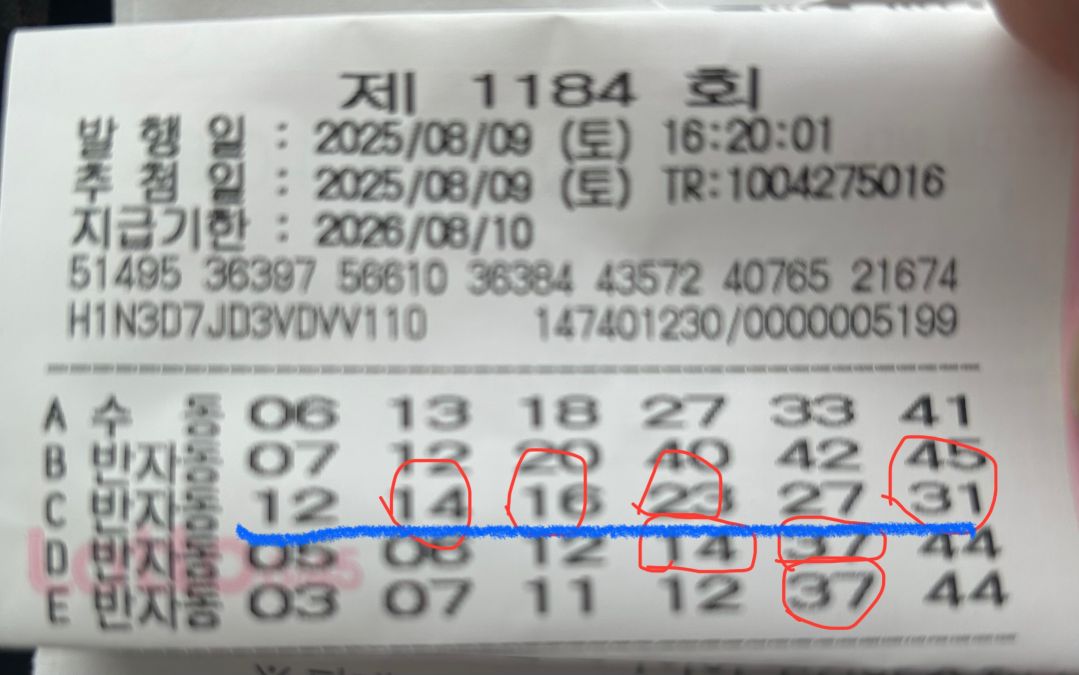 제 1184 회
발 행 일 : 2025/08/09 (토) 16:20:01
추 첨 일 : 2025/08/09 (토) TR:1004275016
지급기한 : 2026/08/10
51495 36397 56610 36384 43572 40765 21674
H1N3D7JD3VDVV110 147401230/0000005199
A 수 동 06 13 18 27 33 41
B 반자동 07 12 20 40 42 45
C 반자동 12 14 16 23 27 31
D 반자동 05 08 12 14 37 44
E 반자동 03 07 11 12 37 44